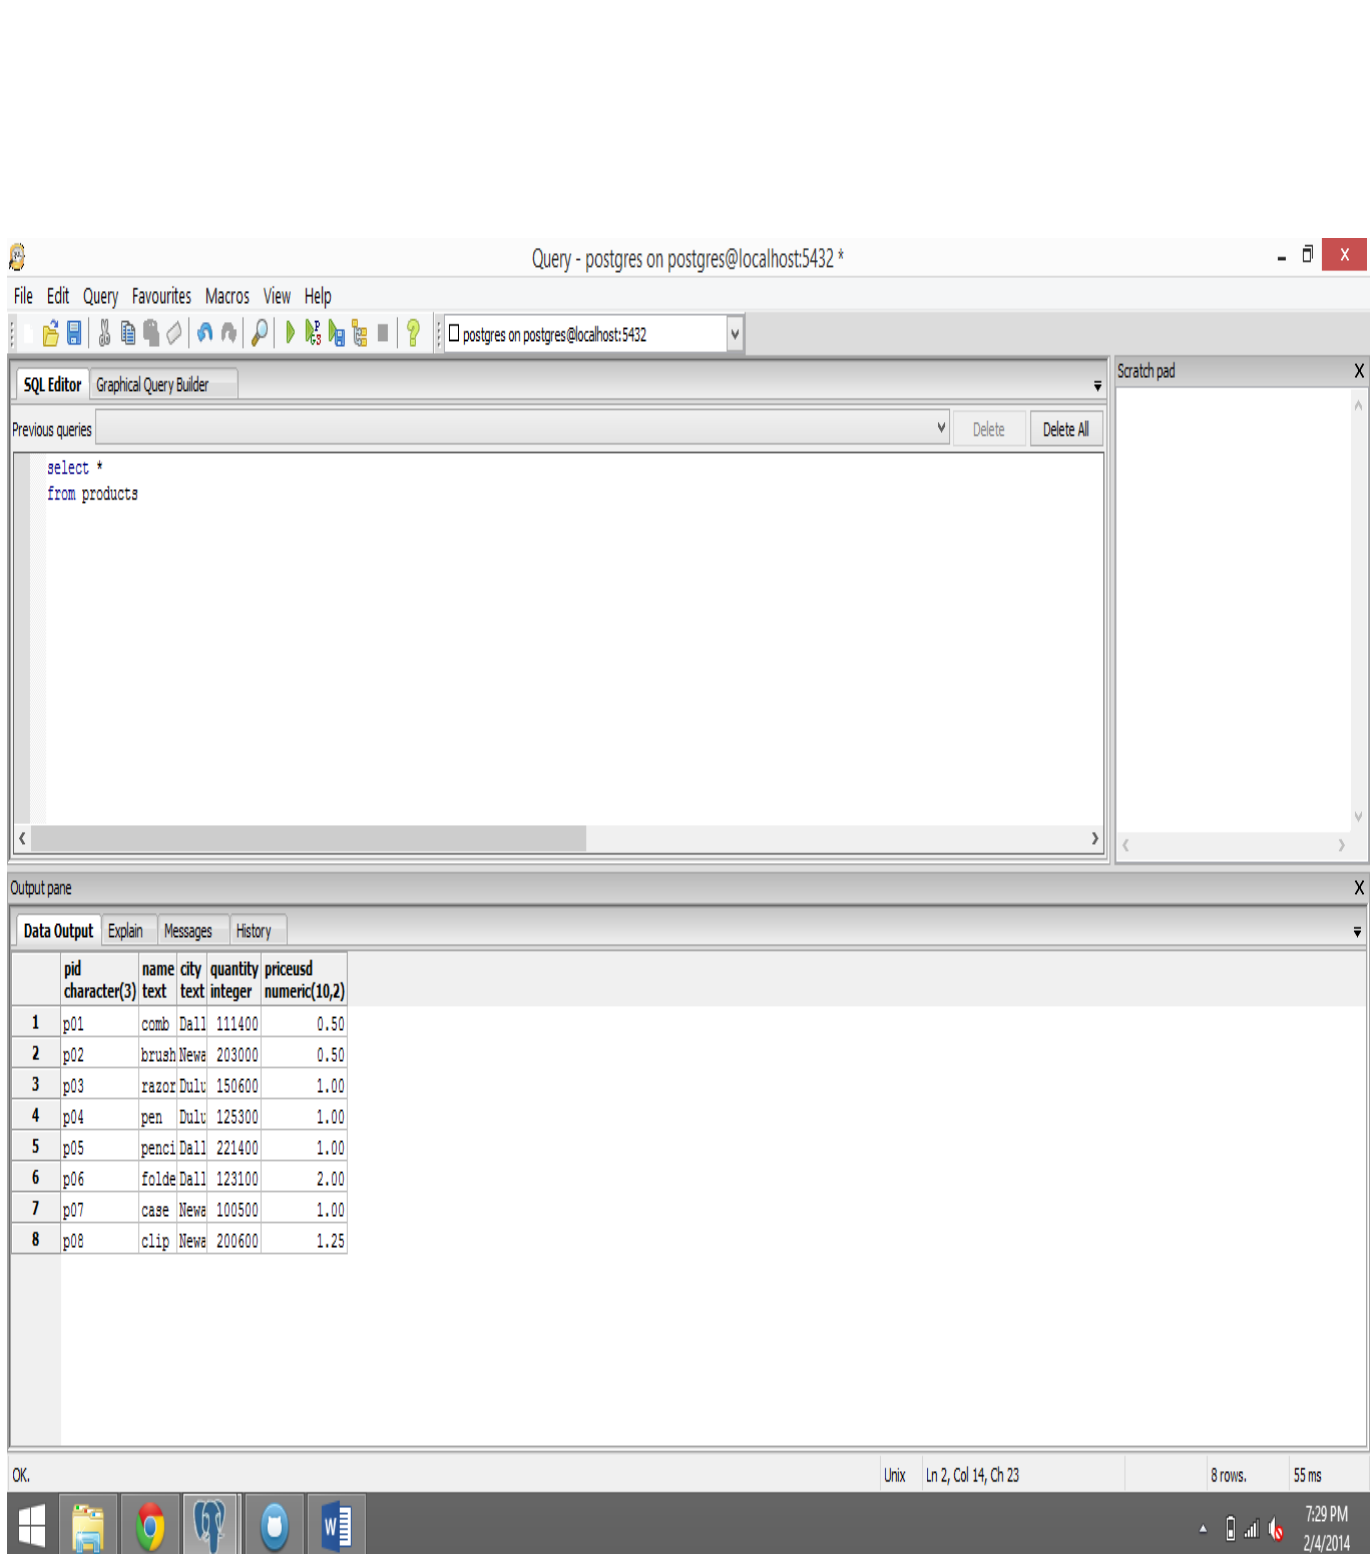 Query - postgres on postgres@localhost:5432 *
X
File Edit Query Favourites Macros View Help
postgres on postgres@localhost:5432
SQL Editor Graphical Query Builder
Scratch pad X
Previous queries Delete Delete All
select *
from products
Output pane X
Data Output Explain Messages History
pid name city quantity priceusd
character(3) text text integer numeric(10,2)
1 p01 comb Dall 111400 0.50
2 p02 brush Newa 203000 0.50
3 p03 razor Dulu 150600 1.00
4 p04 pen Dulu 125300 1.00
5 p05 penci Dall 221400 1.00
6 p06 folde Dall 123100 2.00
7 p07 case Newa 100500 1.00
8 p08 clip Newa 200600 1.25
OK. Unix Ln 2, Col 14, Ch 23 8 rows. 55 ms
7:29 PM
2/4/2014